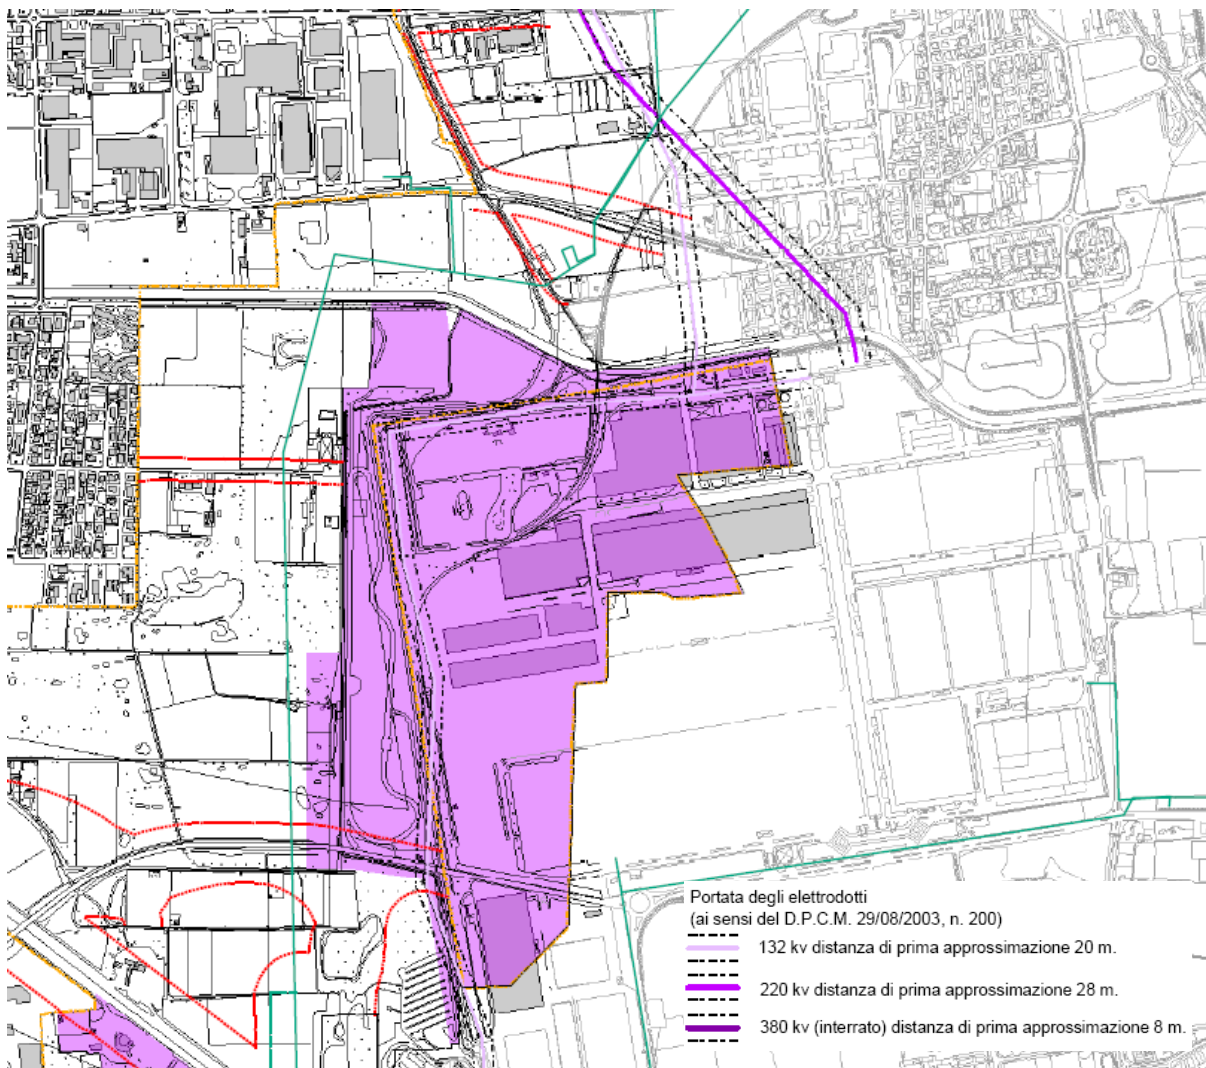 Portata degli elettrodotti
(ai sensi del D.P.C.M. 29/08/2003, n. 200)
132 kv distanza di prima approssimazione 20 m.
220 kv distanza di prima approssimazione 28 m.
380 kv (interrato) distanza di prima approssimazione 8 m.